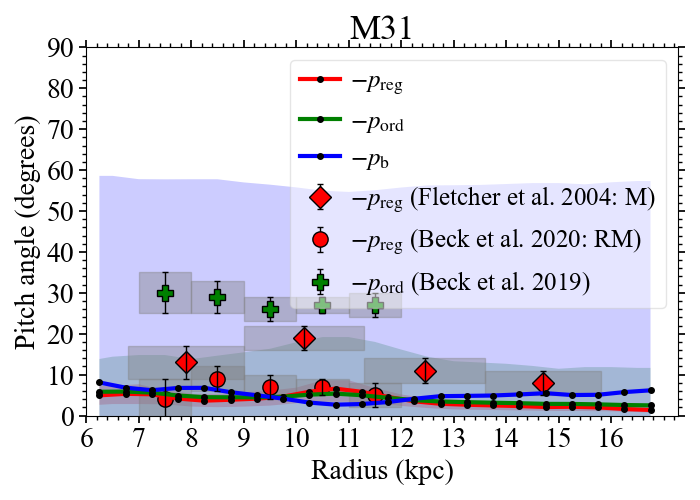 M31
90
80
70
60
50
40
30
20
10
0
Pitch angle (degrees)
−p_reg
−p_ord
−p_b
−p_reg (Fletcher et al. 2004: M)
−p_reg (Beck et al. 2020: RM)
−p_ord (Beck et al. 2019)
6 7 8 9 10 11 12 13 14 15 16
Radius (kpc)